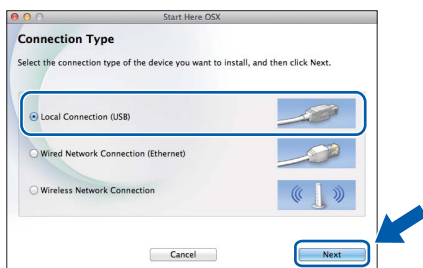 Start Here OSX
Connection Type
Select the connection type of the device you want to install, and then click Next.
Local Connection (USB)
Wired Network Connection (Ethernet)
Wireless Network Connection
Cancel
Next